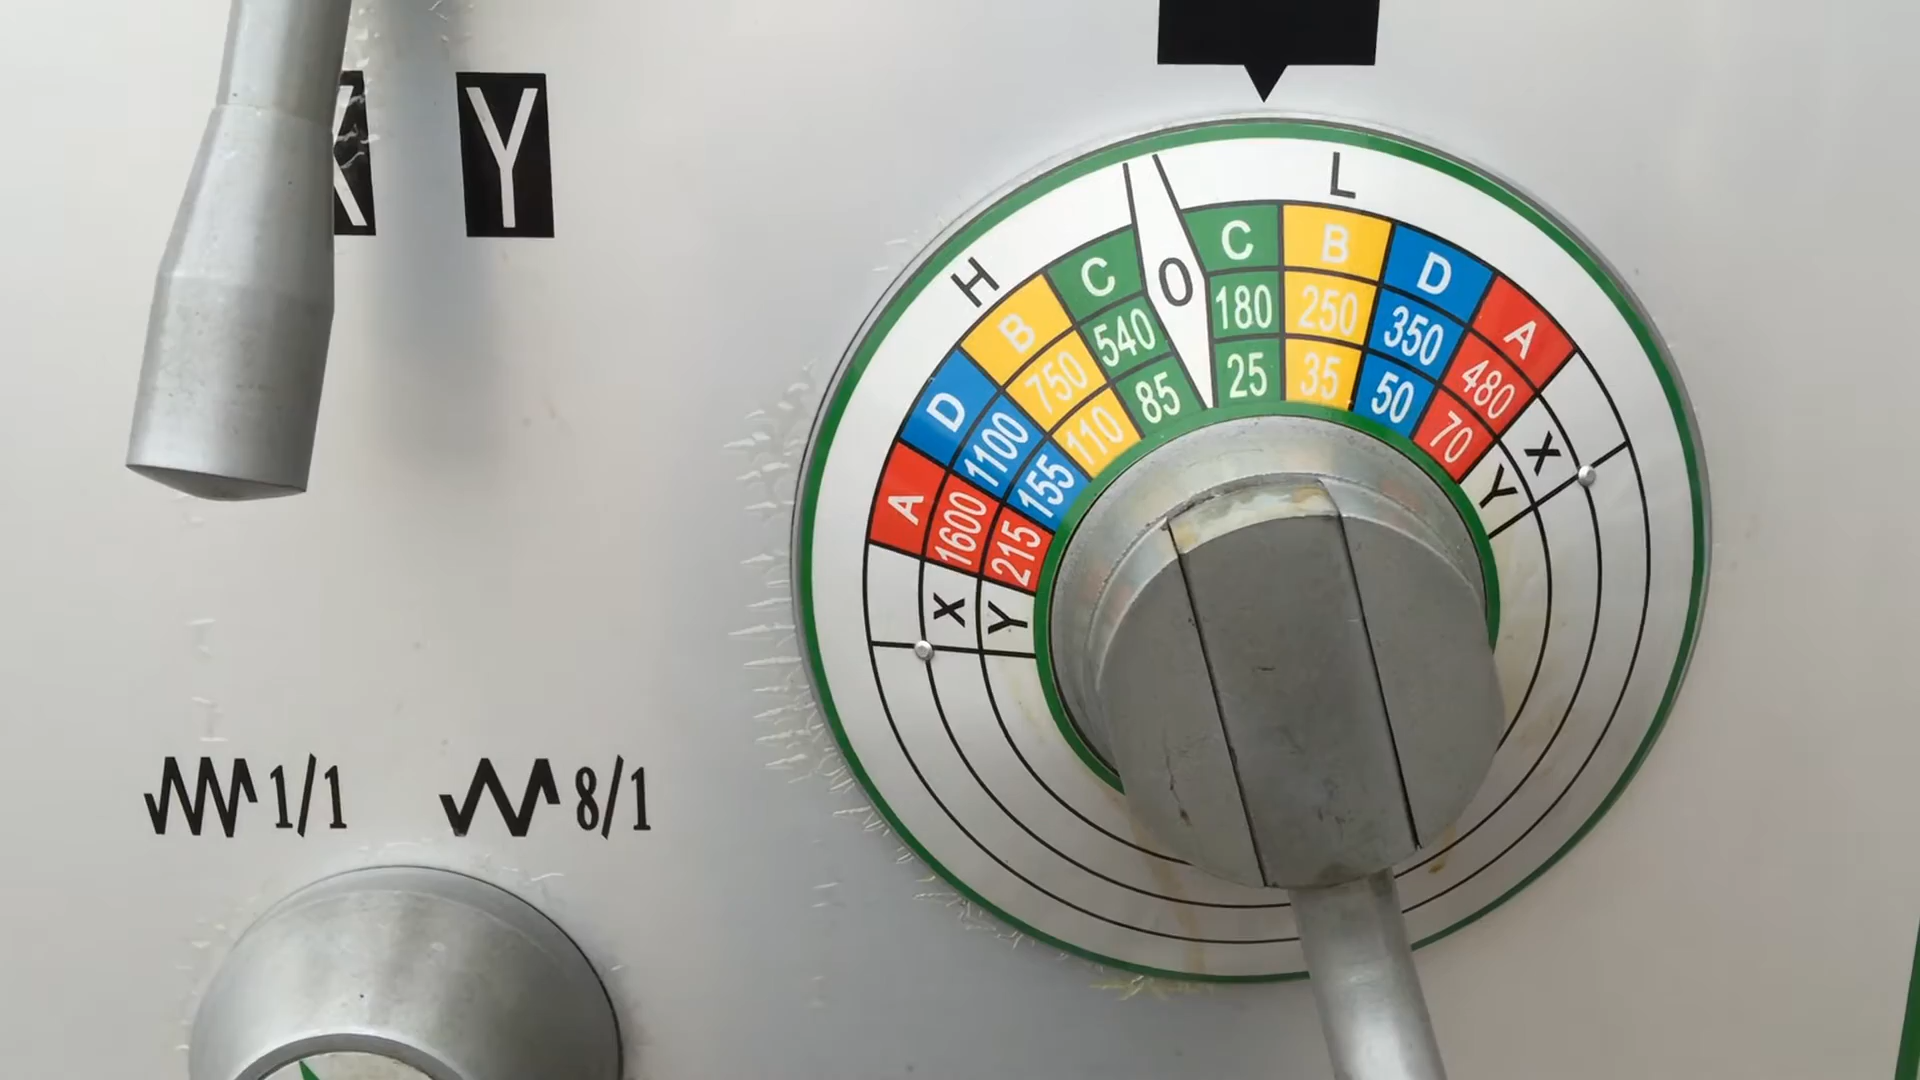 X Y
H L
A D B C O C B D A
1600 1100 750 540 180 250 350 480 X
215 155 110 85 25 35 50 70 Y
X Y
1/1 8/1